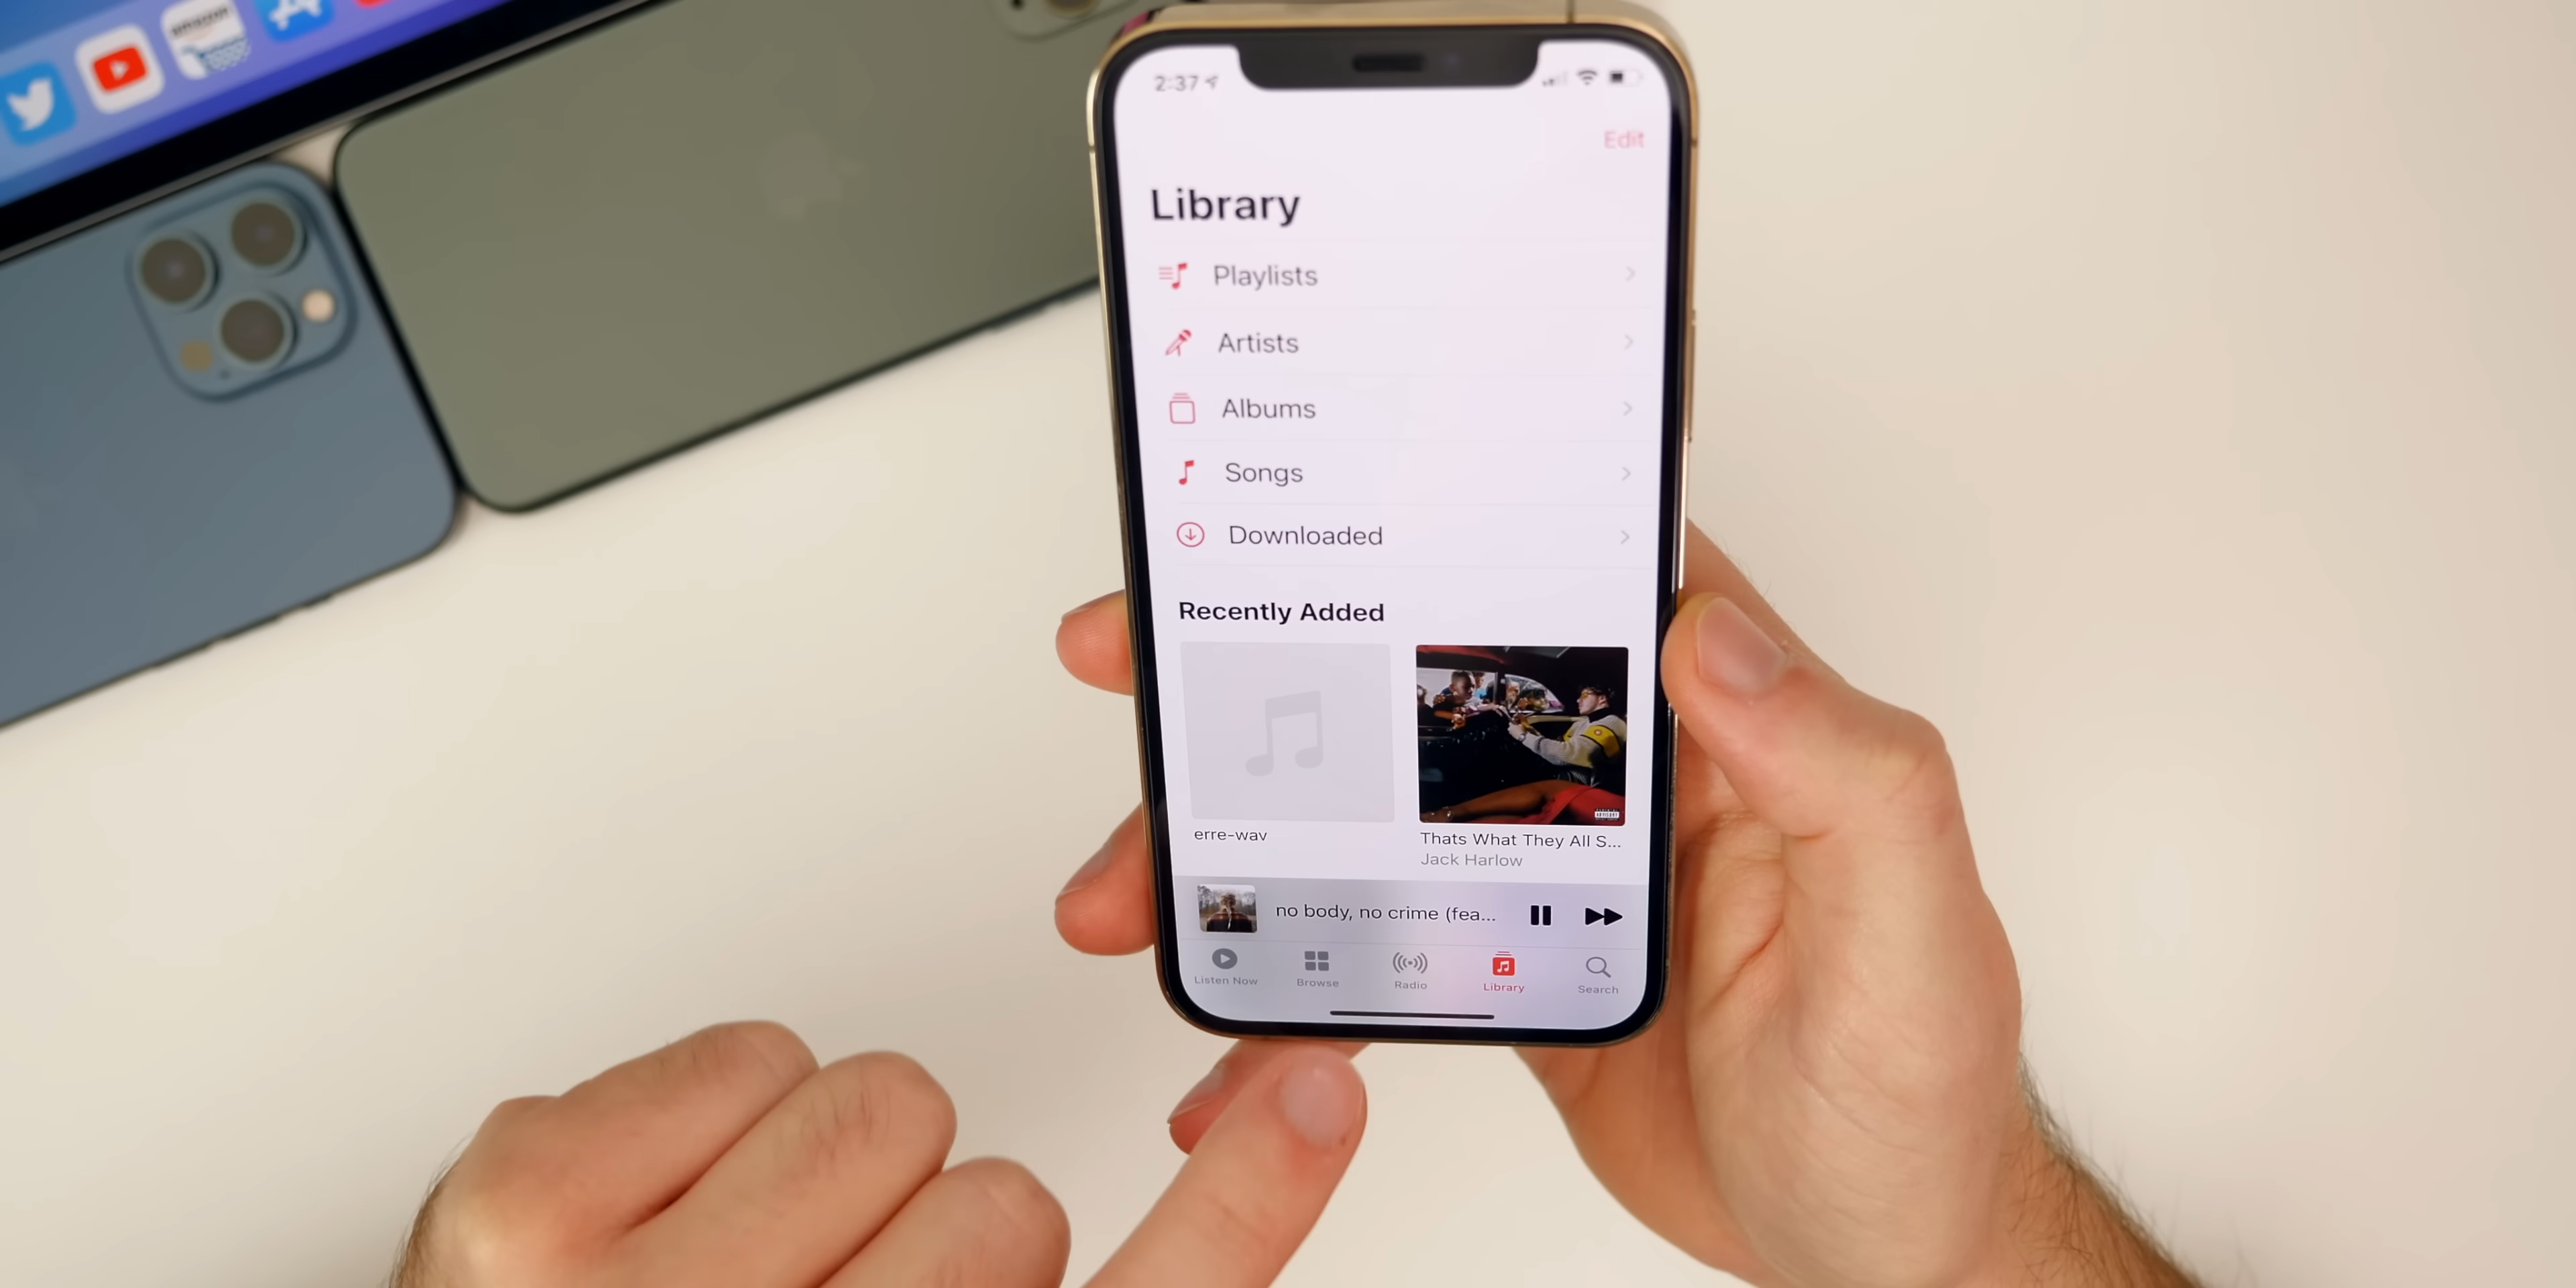 amazon
2:37
Edit
Library
Playlists
Artists
Albums
Songs
Downloaded
Recently Added
erre-wav
Thats What They All S...
Jack Harlow
no body, no crime (fea...
Listen Now
Browse
Radio
Library
Search